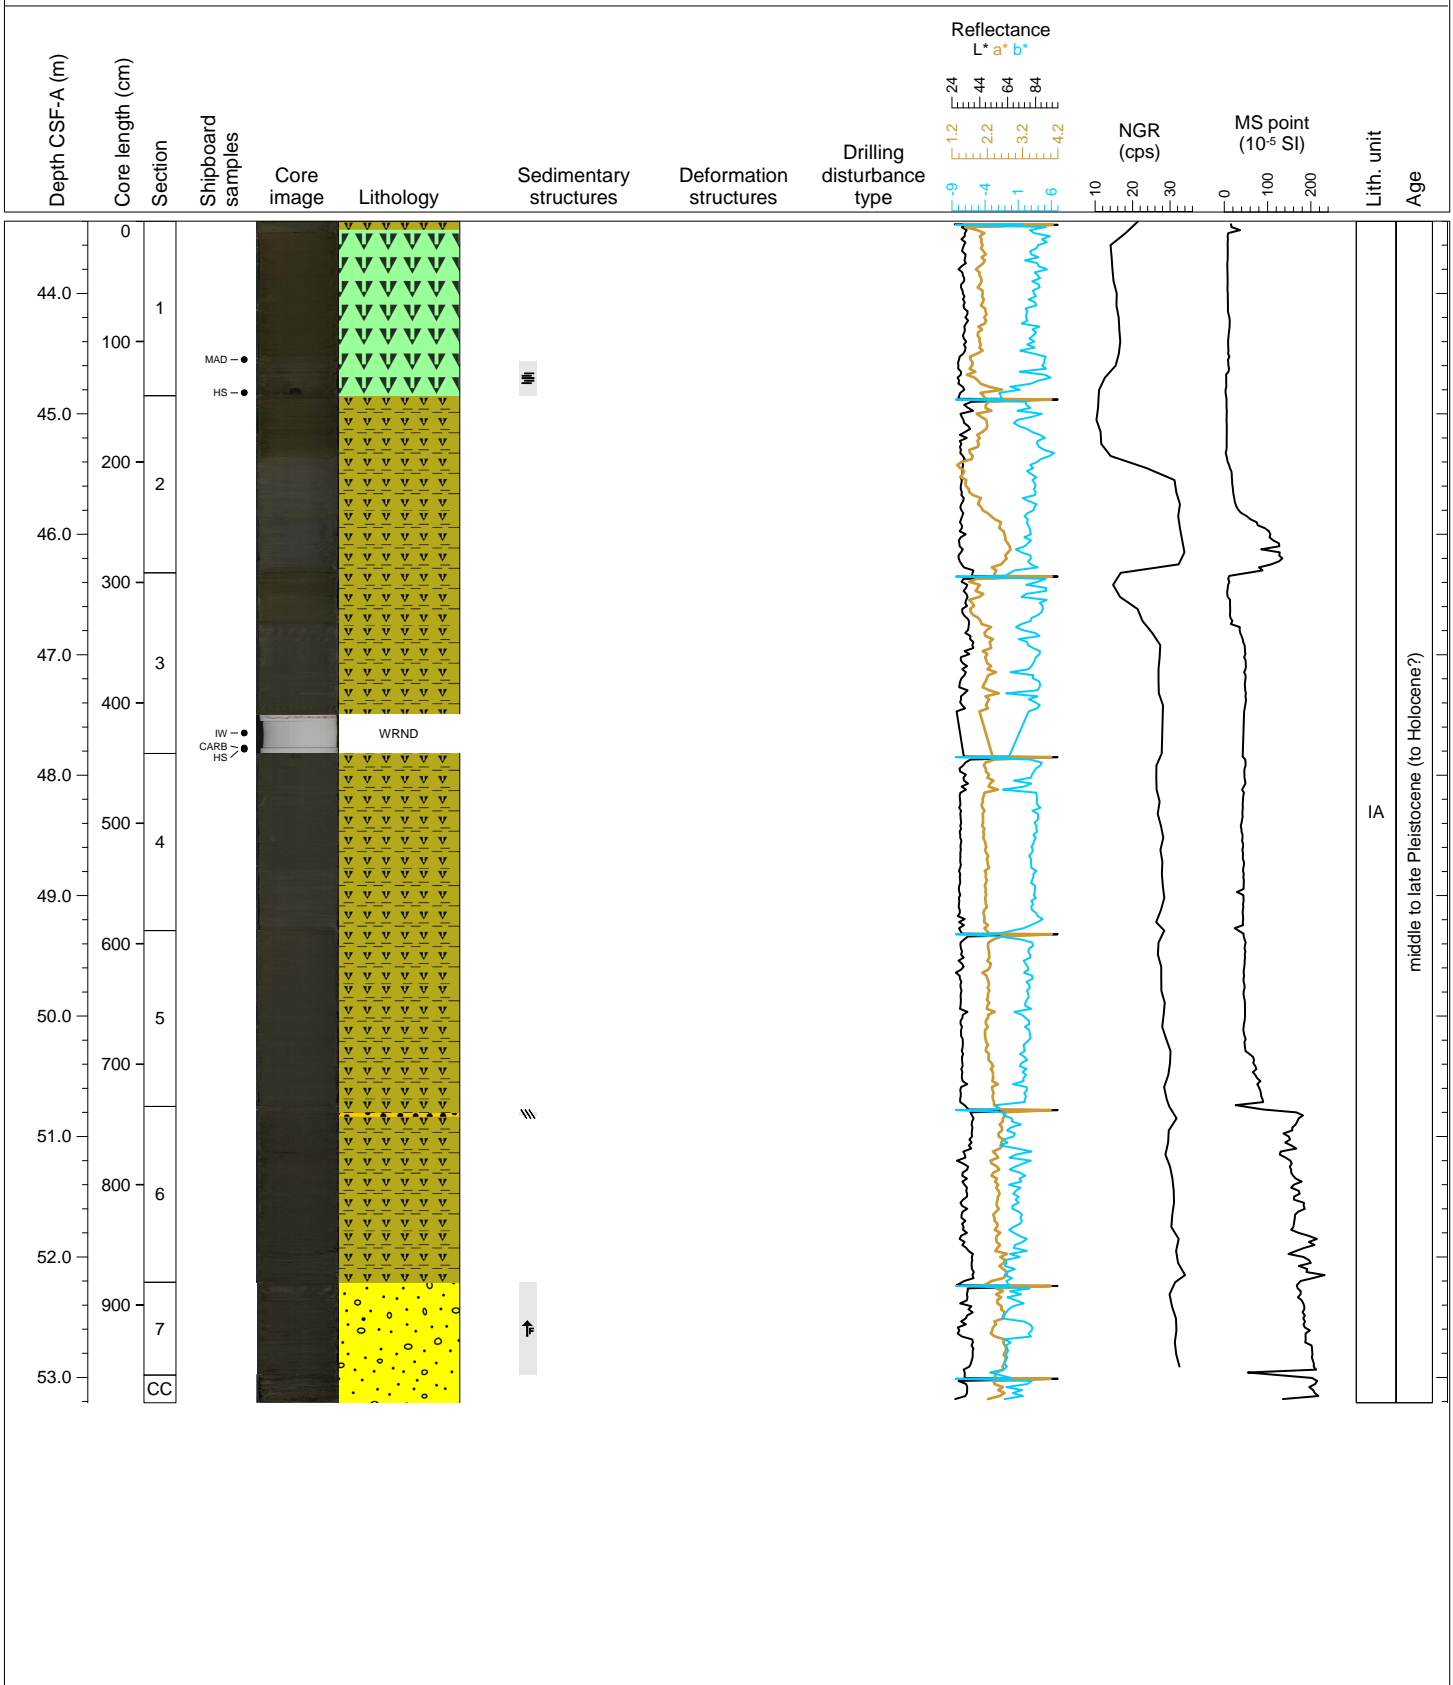 Reflectance
L* a* b*
24 44 64 84
1.2 2.2 3.2 4.2
-9 -4 1 6
Depth CSF-A (m)
Core length (cm)
Section
Shipboard
samples
Core
image
Lithology
Sedimentary
structures
Deformation
structures
Drilling
disturbance
type
NGR
(cps)
10 20 30
MS point
(10⁻⁵ SI)
0 100 200
Lith. unit
Age
0
44.0
1
100
MAD
HS
45.0
200
2
46.0
300
47.0
3
400
IW
CARB
HS
WRND
48.0
500
4
IA
middle to late Pleistocene (to Holocene?)
49.0
600
50.0
5
700
51.0
800
6
52.0
900
7
F
53.0
CC